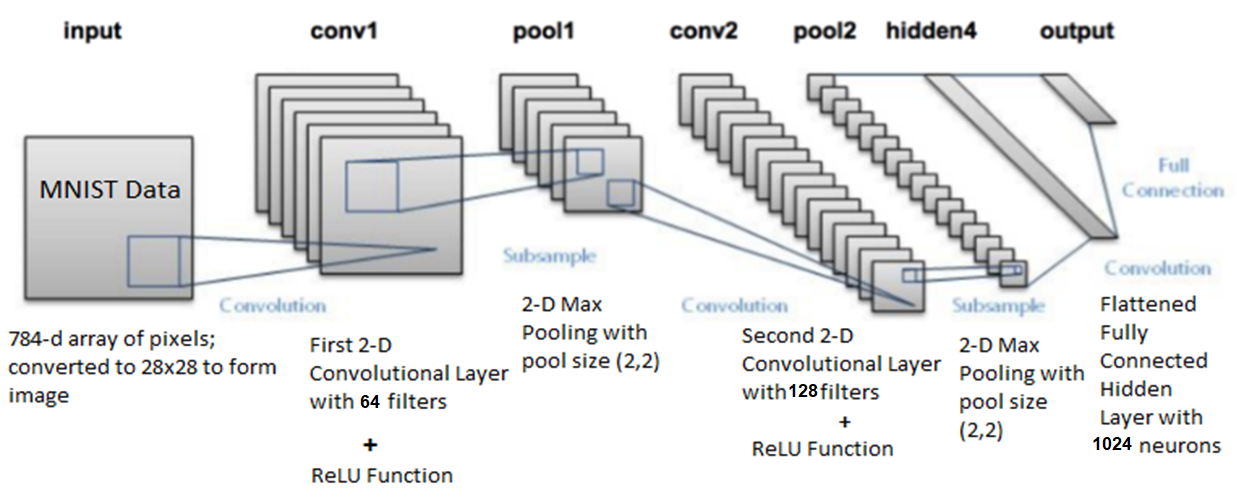 input
conv1
pool1
conv2
pool2
hidden4
output
MNIST Data
Full
Connection
Convolution
Subsample
Convolution
Subsample
Convolution
784-d array of pixels;
converted to 28x28 to form
image
First 2-D
Convolutional Layer
with 64 filters
+
ReLU Function
2-D Max
Pooling with
pool size (2,2)
Second 2-D
Convolutional Layer
with 128 filters
+
ReLU Function
2-D Max
Pooling with
pool size
(2,2)
Flattened
Fully
Connected
Hidden
Layer with
1024 neurons